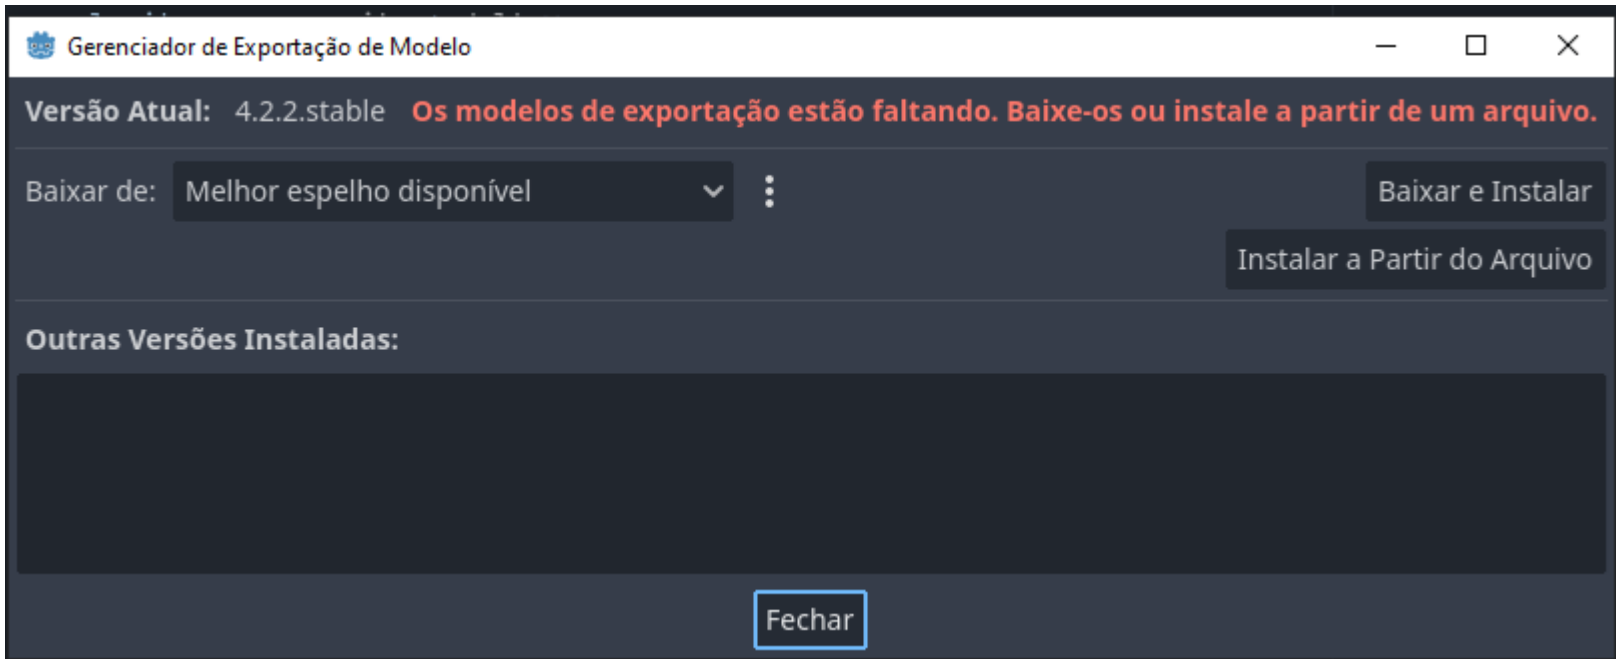 Gerenciador de Exportação de Modelo
Versão Atual: 4.2.2.stable Os modelos de exportação estão faltando. Baixe-os ou instale a partir de um arquivo.
Baixar de: Melhor espelho disponível Baixar e Instalar
Instalar a Partir do Arquivo
Outras Versões Instaladas:
Fechar